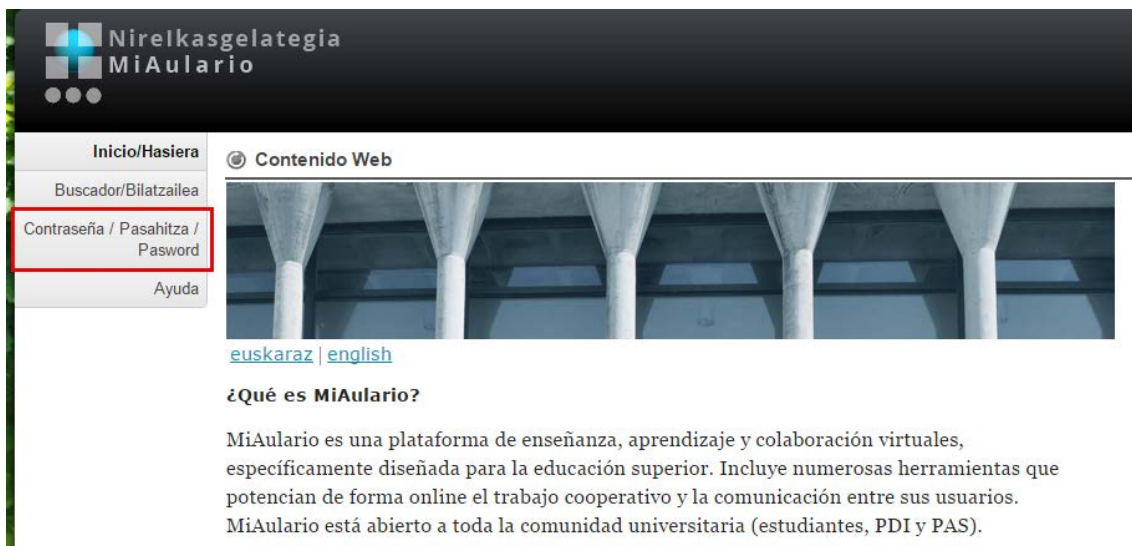 Nirelkasgelategia
MiAulario
Inicio/Hasiera
Buscador/Bilatzailea
Contraseña / Pasahitza /
Pasword
Ayuda
Contenido Web
euskaraz | english
¿Qué es MiAulario?
MiAulario es una plataforma de enseñanza, aprendizaje y colaboración virtuales,
específicamente diseñada para la educación superior. Incluye numerosas herramientas que
potencian de forma online el trabajo cooperativo y la comunicación entre sus usuarios.
MiAulario está abierto a toda la comunidad universitaria (estudiantes, PDI y PAS).